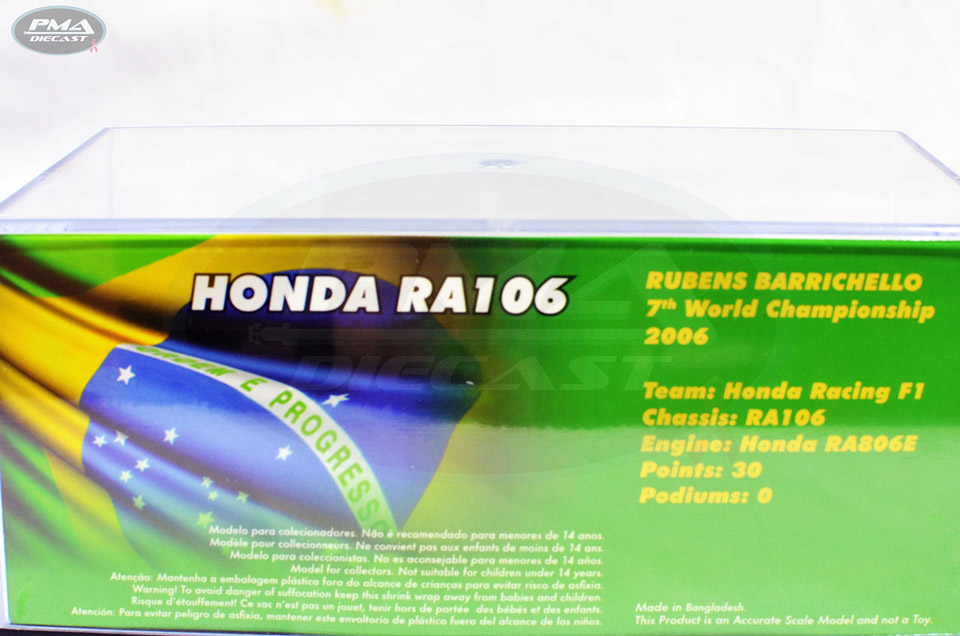 PMA
DIECAST
PMA
DIECAST
HONDA RA106
RUBENS BARRICHELLO
7th World Championship
2006
Team: Honda Racing F1
Chassis: RA106
Engine: Honda RA806E
Points: 30
Podiums: 0
ORDEM E PROGRESSO
Modelo para colecionadores. Não é recomendado para menores de 14 anos.
Modèle pour collectionneurs. Ne convient pas aux enfants de moins de 14 ans.
Modelo para coleccionistas. No es aconsejable para menores de 14 años.
Model for collectors. Not suitable for children under 14 years.
Atenção: Mantenha a embalagem plástica fora do alcance de crianças para evitar risco de asfixia.
Warning! To avoid danger of suffocation keep this shrink wrap away from babies and children.
Risque d'étouffement! Ce sac n'est pas un jouet, tenir hors de portée des bébés et des enfants.
Atención: Para evitar peligro de asfixia, mantener este envoltorio de plástico fuera del alcance de los niños.
Made in Bangladesh.
This Product is an Accurate Scale Model and not a Toy.